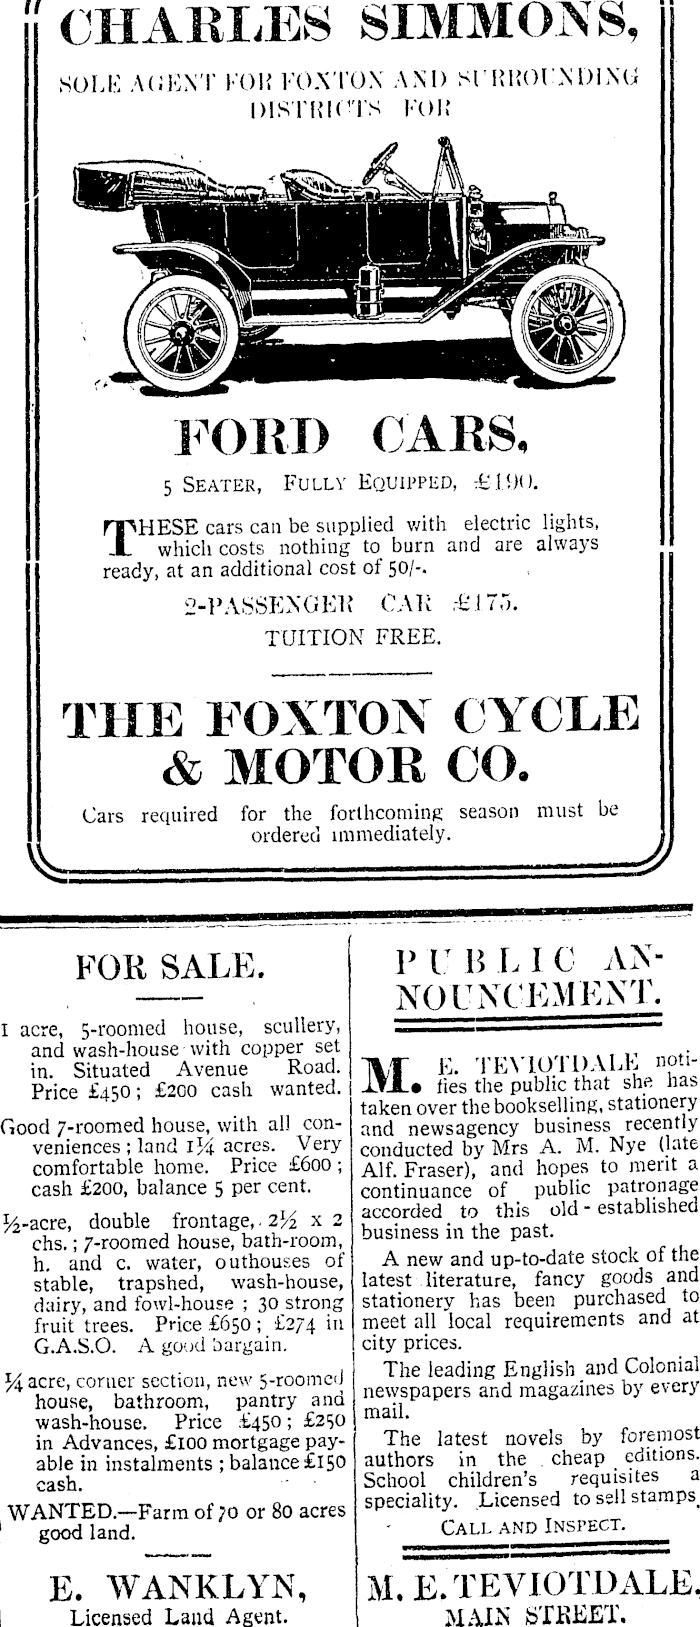 CHARLES SIMMONS,
SOLE AGENT FOR FOXTON AND SURROUNDING
DISTRICTS FOR
FORD CARS,
5 SEATER, FULLY EQUIPPED, £190.
THESE cars can be supplied with electric lights,
which costs nothing to burn and are always
ready, at an additional cost of 50/-.
2-PASSENGER CAR £175.
TUITION FREE.
THE FOXTON CYCLE
& MOTOR CO.
Cars required for the forthcoming season must be
ordered immediately.
FOR SALE.
1 acre, 5-roomed house, scullery,
and wash-house with copper set
in. Situated Avenue Road.
Price £450; £200 cash wanted.
Good 7-roomed house, with all con-
veniences; land 1¼ acres. Very
comfortable home. Price £600;
cash £200, balance 5 per cent.
½-acre, double frontage, 2½ x 2
chs.; 7-roomed house, bath-room,
h. and c. water, outhouses of
stable, trapshed, wash-house,
dairy, and fowl-house; 30 strong
fruit trees. Price £650; £274 in
G.A.S.O. A good bargain.
¼ acre, corner section, new 5-roomed
house, bathroom, pantry and
wash-house. Price £450; £250
in Advances, £100 mortgage pay-
able in instalments; balance £150
cash.
WANTED.—Farm of 70 or 80 acres
good land.
E. WANKLYN,
Licensed Land Agent.
PUBLIC AN-
NOUNCEMENT.
M. E. TEVIOTDALE noti-
fies the public that she has
taken over the bookselling, stationery
and newsagency business recently
conducted by Mrs A. M. Nye (late
Alf. Fraser), and hopes to merit a
continuance of public patronage
accorded to this old-established
business in the past.
A new and up-to-date stock of the
latest literature, fancy goods and
stationery has been purchased to
meet all local requirements and at
city prices.
The leading English and Colonial
newspapers and magazines by every
mail.
The latest novels by foremost
authors in the cheap editions.
School children's requisites a
speciality. Licensed to sell stamps.
CALL AND INSPECT.
M. E. TEVIOTDALE.
MAIN STREET.